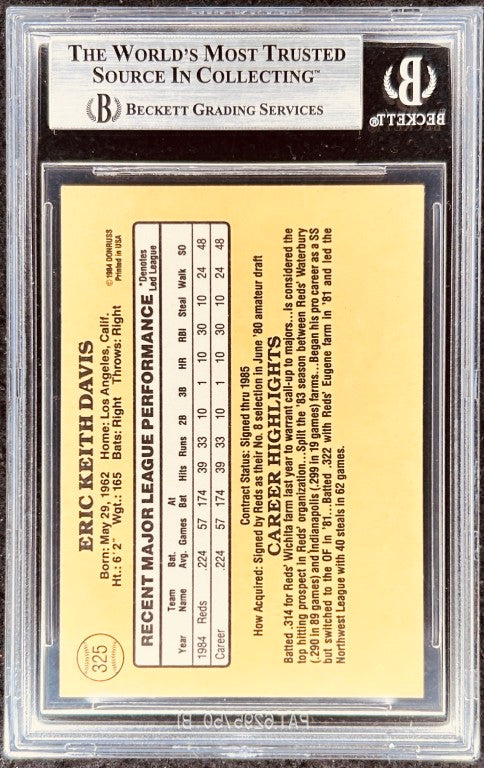 THE WORLD'S MOST TRUSTED
SOURCE IN COLLECTING™
B BECKETT GRADING SERVICES
B
BECKETT®
325
ERIC KEITH DAVIS
Born: May 29, 1962 Home: Los Angeles, Calif.
Ht.: 6'2" Wgt.: 165 Bats: Right Throws: Right
© 1984 DONRUSS
Printed in USA
RECENT MAJOR LEAGUE PERFORMANCE
*Denotes
Led League
Year Team Name Bat. Avg. Games At Bat Hits Runs 2B 3B HR RBI Steal Walk SO
1984 Reds .224 57 174 39 33 10 1 10 30 10 24 48
Career .224 57 174 39 33 10 1 10 30 10 24 48
Contract Status: Signed thru 1985
How Acquired: Signed by Reds as their No. 8 selection in June '80 amateur draft
CAREER HIGHLIGHTS
Batted .314 for Reds' Wichita farm last year to warrant call-up to majors...Is considered the
top hitting prospect in Reds' organization...Split the '83 season between Reds' Waterbury
(.290 in 89 games) and Indianapolis (.299 in 19 games) farms...Began his pro career as a SS
but switched to the OF in '81...Batted .322 with Reds' Eugene farm in '81 and led the
Northwest League with 40 steals in 62 games.